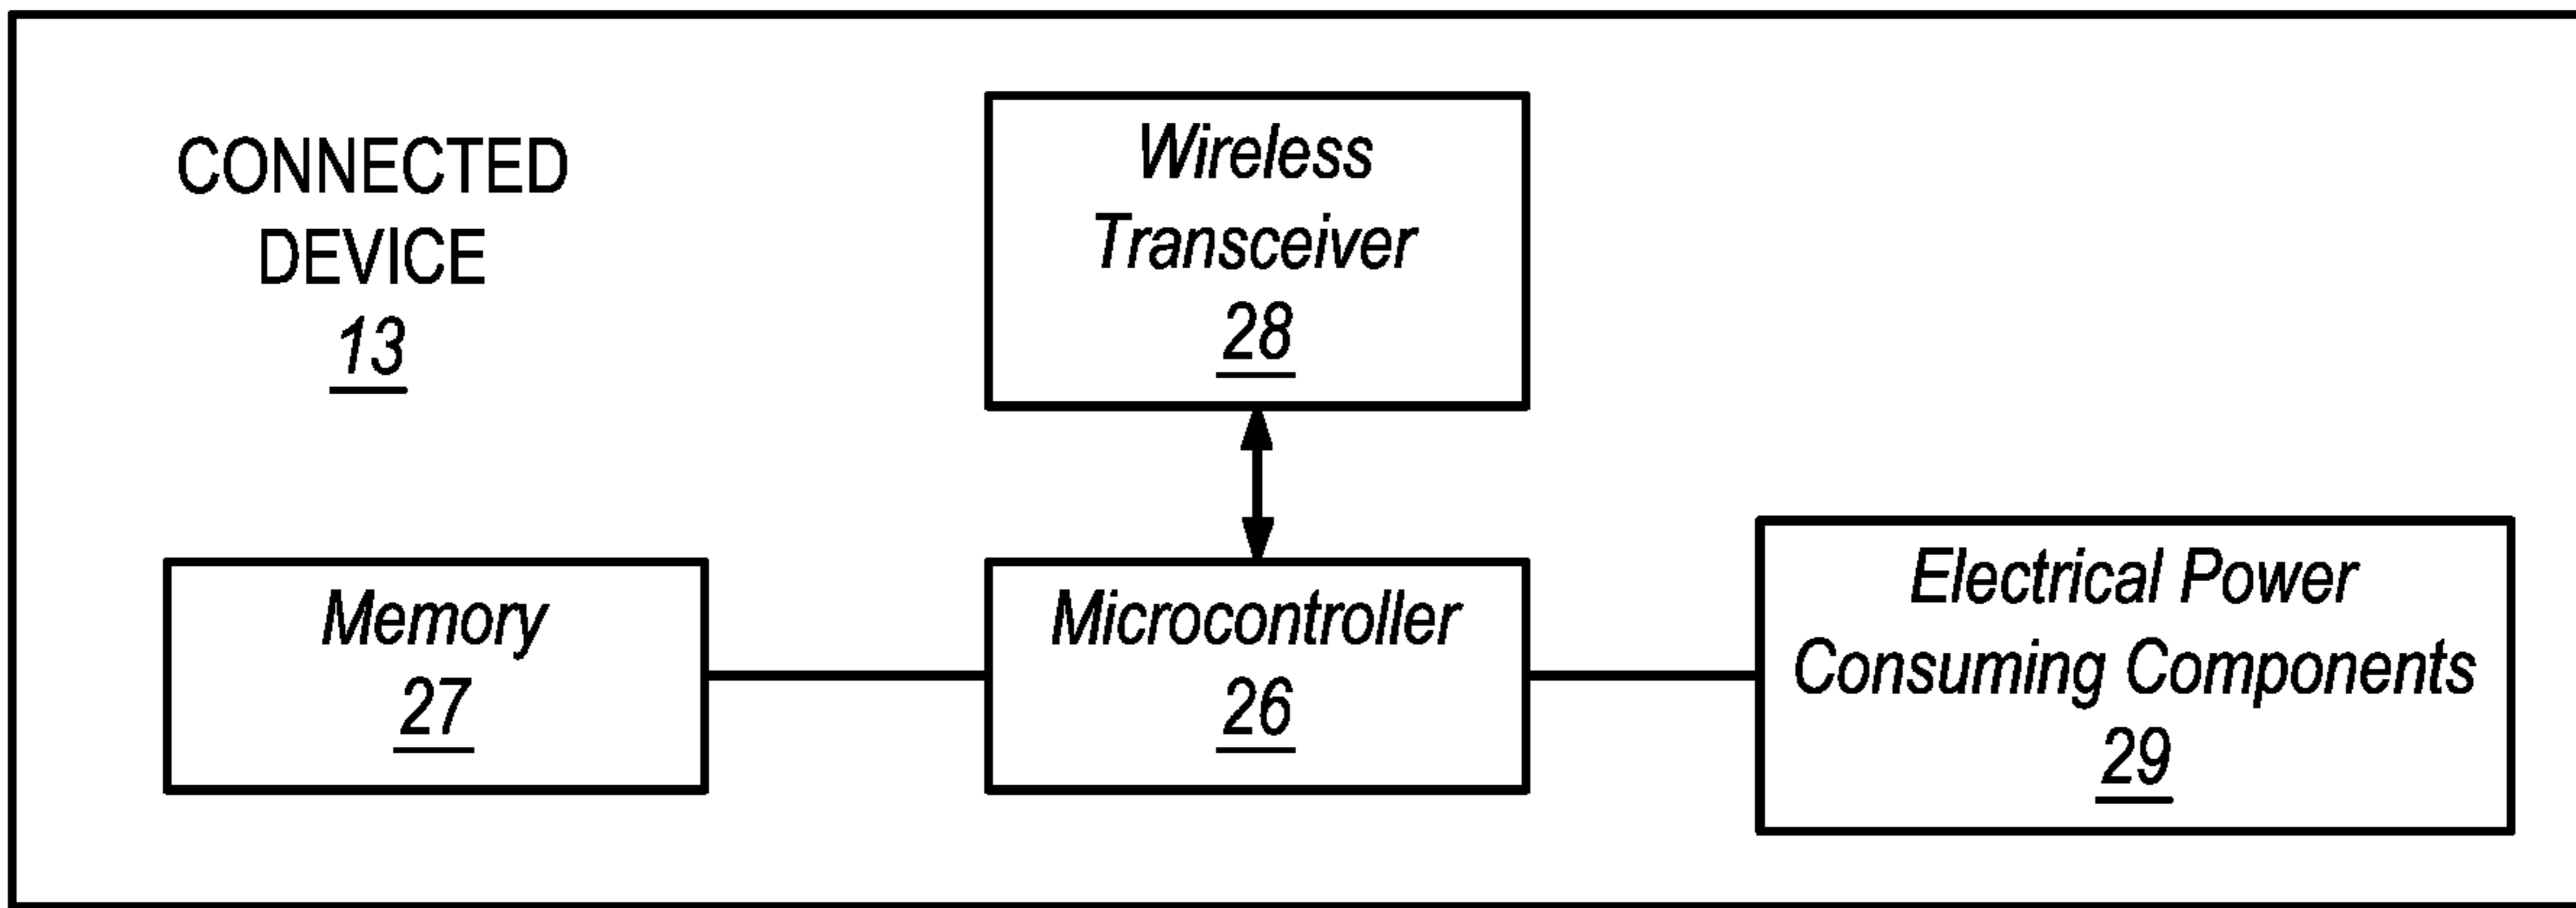 CONNECTED
DEVICE
13
Wireless
Transceiver
28
Memory
27
Microcontroller
26
Electrical Power
Consuming Components
29